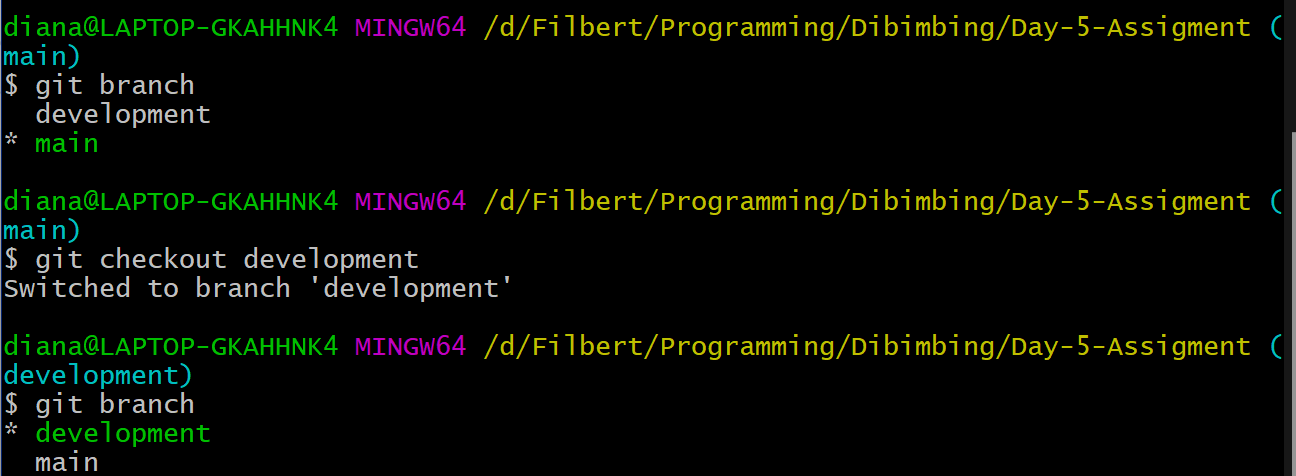 diana@LAPTOP-GKAHHNK4 MINGW64 /d/Filbert/Programming/Dibimbing/Day-5-Assigment (
main)
$ git branch
  development
* main

diana@LAPTOP-GKAHHNK4 MINGW64 /d/Filbert/Programming/Dibimbing/Day-5-Assigment (
main)
$ git checkout development
Switched to branch 'development'

diana@LAPTOP-GKAHHNK4 MINGW64 /d/Filbert/Programming/Dibimbing/Day-5-Assigment (
development)
$ git branch
* development
  main